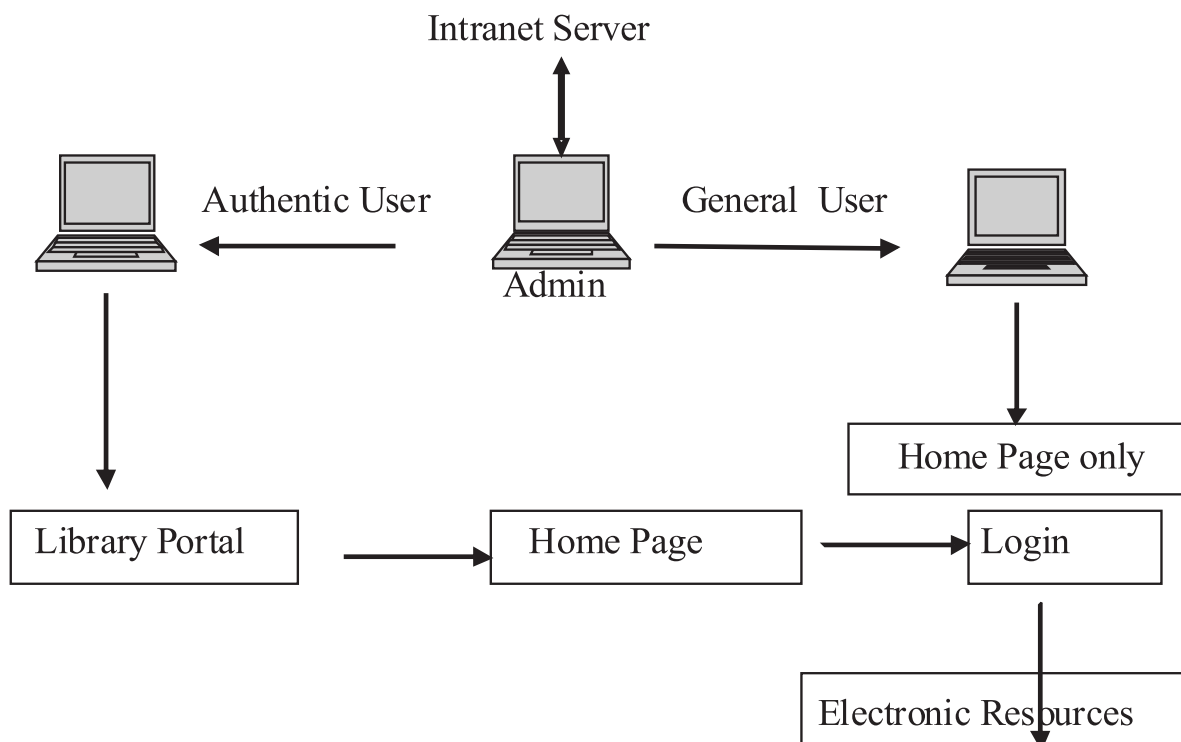 Intranet Server
Authentic User
General User
Admin
Home Page only
Library Portal
Home Page
Login
Electronic Resources